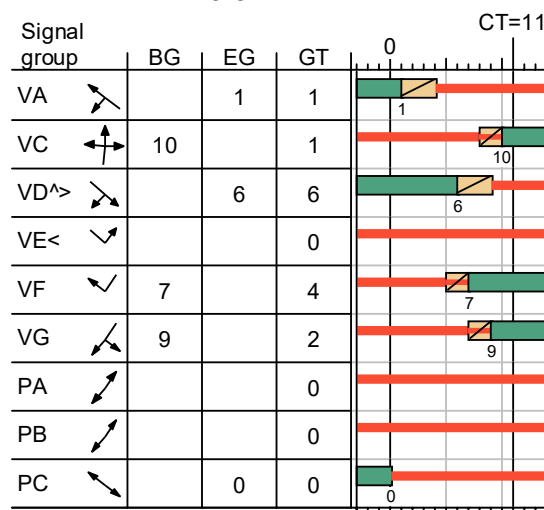 Signal group BG EG GT 0 CT=11
VA 1 1 1
VC 10 1 10
VD^> 6 6 6
VE< 0
VF 7 4 7
VG 9 2 9
PA 0
PB 0
PC 0 0 0